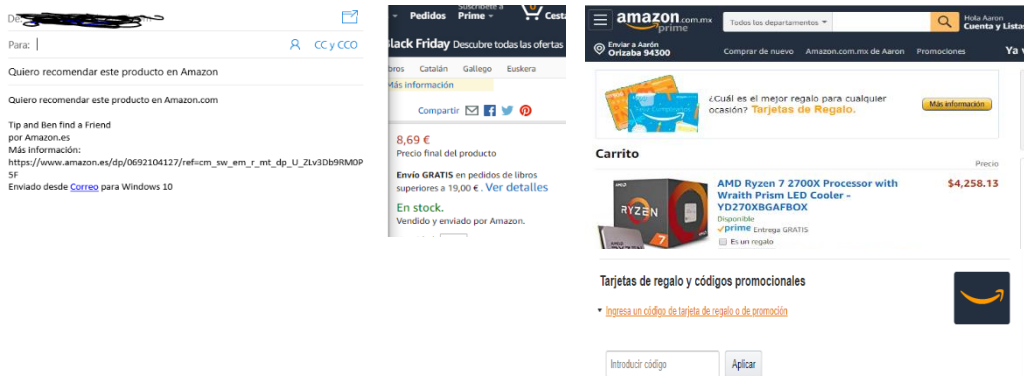 De:
Para:
CC y CCO
Quiero recomendar este producto en Amazon
Quiero recomendar este producto en Amazon.com
Tip and Ben find a Friend
por Amazon.es
Más información:
https://www.amazon.es/dp/0692104127/ref=cm_sw_em_r_mt_dp_U_ZLv3Db9RM0P
5F
Enviado desde Correo para Windows 10
Suscríbete a
Pedidos Prime Cesta
Black Friday Descubre todas las ofertas
Catalán Gallego Euskera
Más información
Compartir
8,69 €
Precio final del producto
Envío GRATIS en pedidos de libros
superiores a 19,00 €. Ver detalles
En stock.
Vendido y enviado por Amazon.
amazon.com.mx
prime
Todos los departamentos
Hola Aaron
Cuenta y Listas
Enviar a Aarón
Orizaba 94300
Comprar de nuevo Amazon.com.mx de Aaron Promociones
¿Cuál es el mejor regalo para cualquier
ocasión? Tarjetas de Regalo.
Más información
Carrito
Precio
AMD Ryzen 7 2700X Processor with
Wraith Prism LED Cooler -
YD270XBGAFBOX
$4,258.13
Disponible
prime Entrega GRATIS
Es un regalo
RYZEN
7
Tarjetas de regalo y códigos promocionales
Ingresa un código de tarjeta de regalo o de promoción
Introducir código
Aplicar